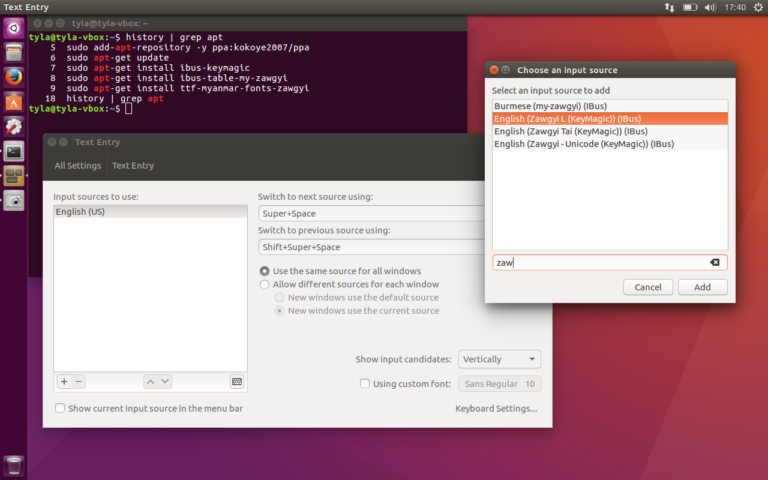 Text Entry
17:40
tyla@tyla-vbox: ~
tyla@tyla-vbox:~$ history | grep apt
5 sudo add-apt-repository -y ppa:kokoye2007/ppa
6 sudo apt-get update
7 sudo apt-get install ibus-keymagic
8 sudo apt-get install ibus-table-my-zawgyi
9 sudo apt-get install ttf-myanmar-fonts-zawgyi
18 history | grep apt
tyla@tyla-vbox:~$
Choose an input source
Select an input source to add
Burmese (my-zawgyi) (IBus)
English (Zawgyi L (KeyMagic)) (IBus)
English (Zawgyi Tai (KeyMagic)) (IBus)
English (Zawgyi - Unicode (KeyMagic)) (IBus)
zaw
Cancel
Add
Text Entry
All Settings
Text Entry
Input sources to use:
English (US)
Switch to next source using:
Super+Space
Switch to previous source using:
Shift+Super+Space
Use the same source for all windows
Allow different sources for each window
New windows use the default source
New windows use the current source
Show input candidates:
Vertically
Using custom font:
Sans Regular
10
Show current input source in the menu bar
Keyboard Settings...